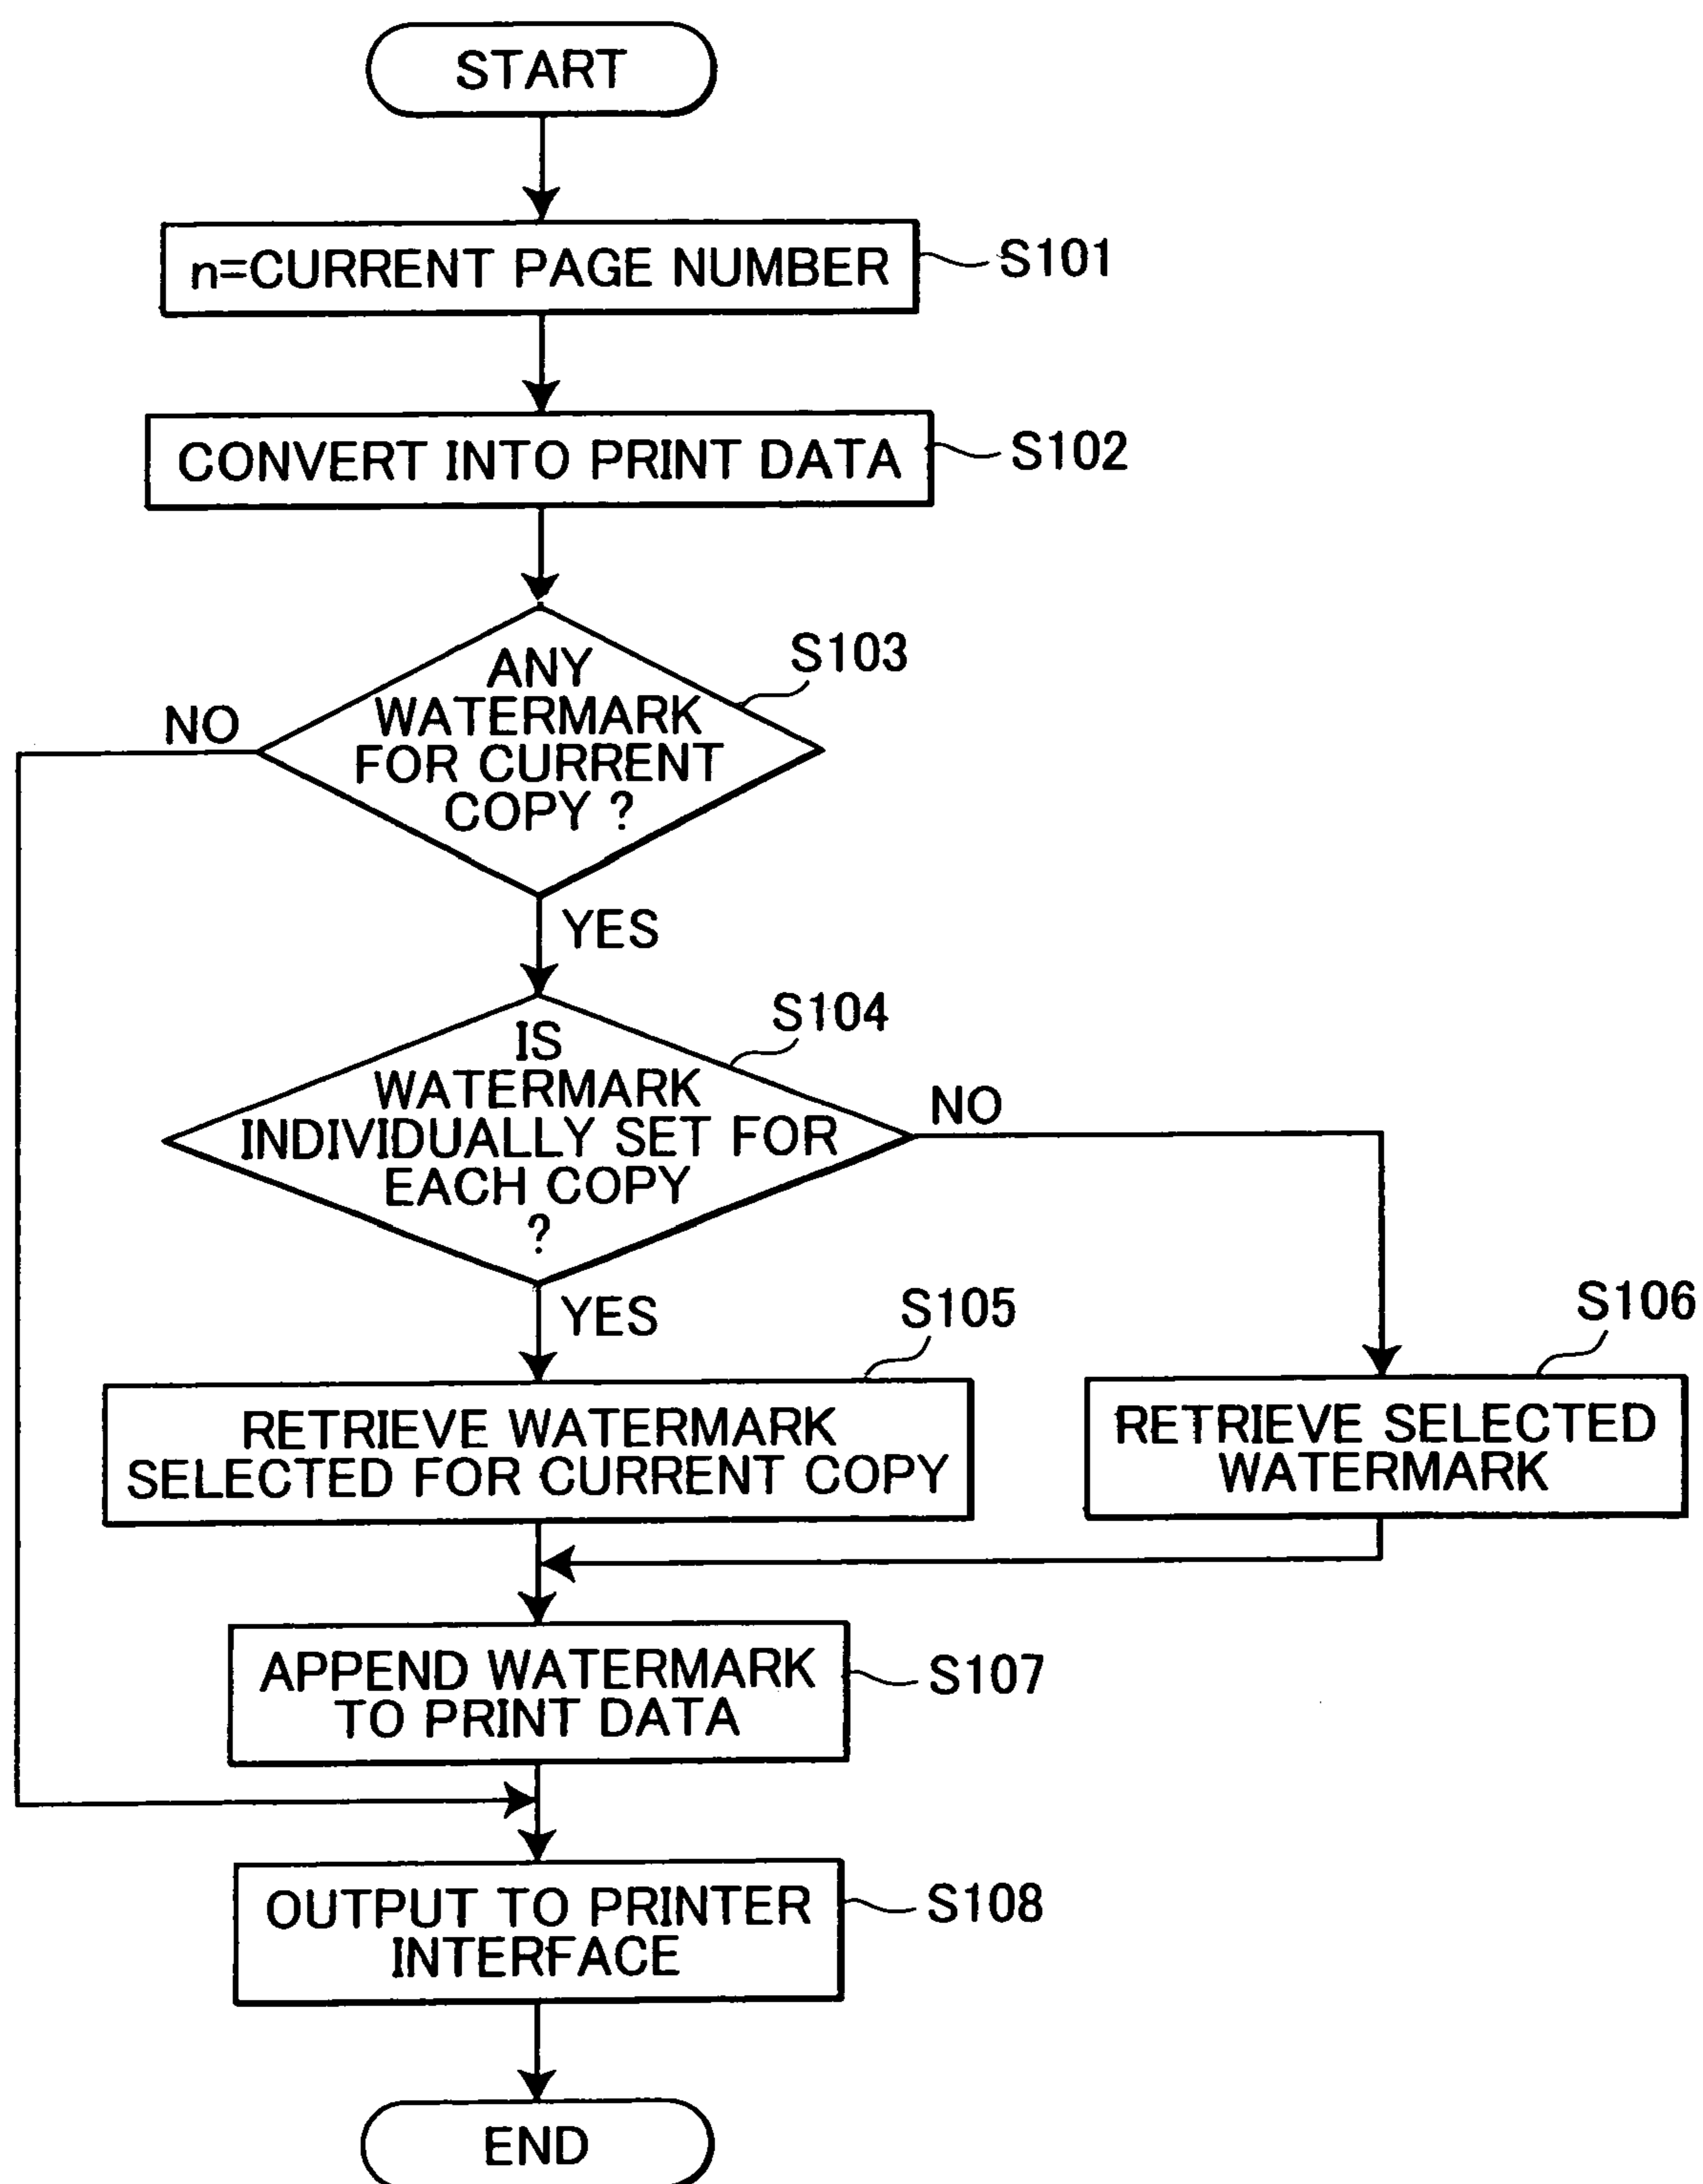 START
n=CURRENT PAGE NUMBER
S101
CONVERT INTO PRINT DATA
S102
ANY
WATERMARK
FOR CURRENT
COPY ?
S103
NO
YES
IS
WATERMARK
INDIVIDUALLY SET FOR
EACH COPY
?
S104
NO
YES
S105
RETRIEVE WATERMARK
SELECTED FOR CURRENT COPY
S106
RETRIEVE SELECTED
WATERMARK
APPEND WATERMARK
TO PRINT DATA
S107
OUTPUT TO PRINTER
INTERFACE
S108
END